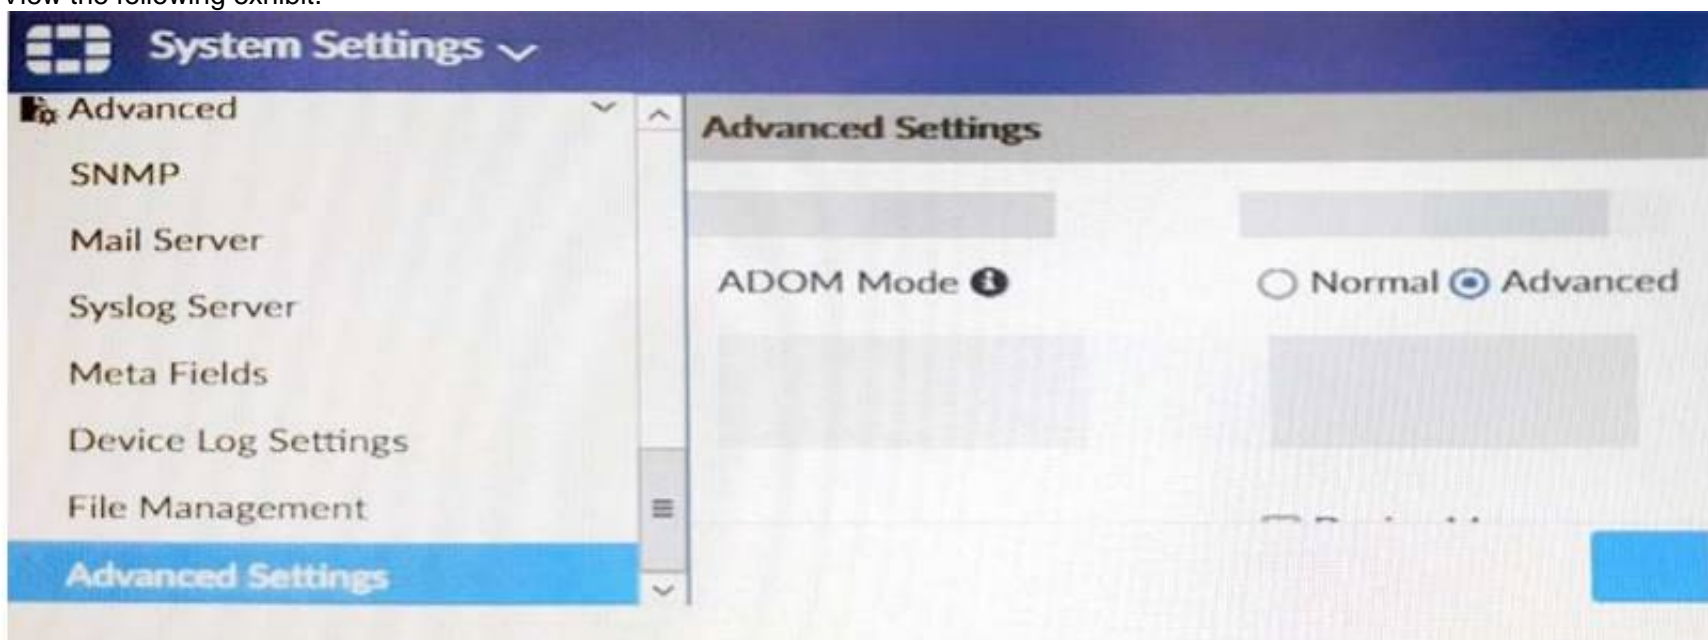 View the following exhibit.
System Settings
Advanced
SNMP
Mail Server
Syslog Server
Meta Fields
Device Log Settings
File Management
Advanced Settings
Advanced Settings
ADOM Mode
Normal Advanced